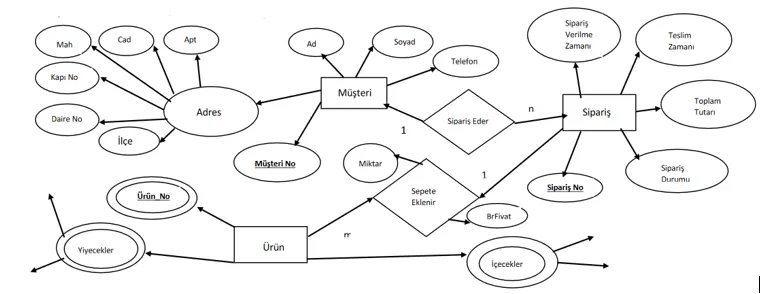 Mah
Cad
Apt
Kapı No
Adres
Daire No
İlçe
Ad
Soyad
Telefon
Müşteri
Müşteri No
Sipariş Eder
1
n
Sipariş
Verilme
Zamanı
Teslim
Zamanı
Sipariş
Toplam
Tutarı
Sipariş
Durumu
Sipariş No
Miktar
1
Sepete
Eklenir
BrFivat
Ürün_No
Yiyecekler
Ürün
m
İçecekler